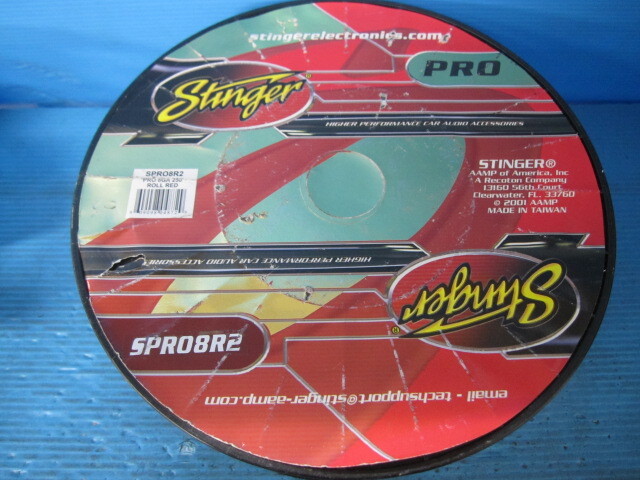 stingerelectronics.com
PRO
Stinger®
HIGHER PERFORMANCE CAR AUDIO ACCESSORIES
SPRO8R2
PRO 8GA 250'
ROLL RED
STINGER®
AAMP of America, Inc
A Recoton Company
13160 56th Court
Clearwater, FL. 33760
© 2001 AAMP
MADE IN TAIWAN
HIGHER PERFORMANCE CAR AUDIO ACCESSORIES
Stinger®
SPRO8R2
email - techsupport@stinger-aamp.com